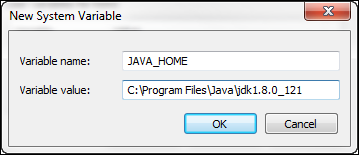 New System Variable
Variable name: JAVA_HOME
Variable value: C:\Program Files\Java\jdk1.8.0_121
OK Cancel